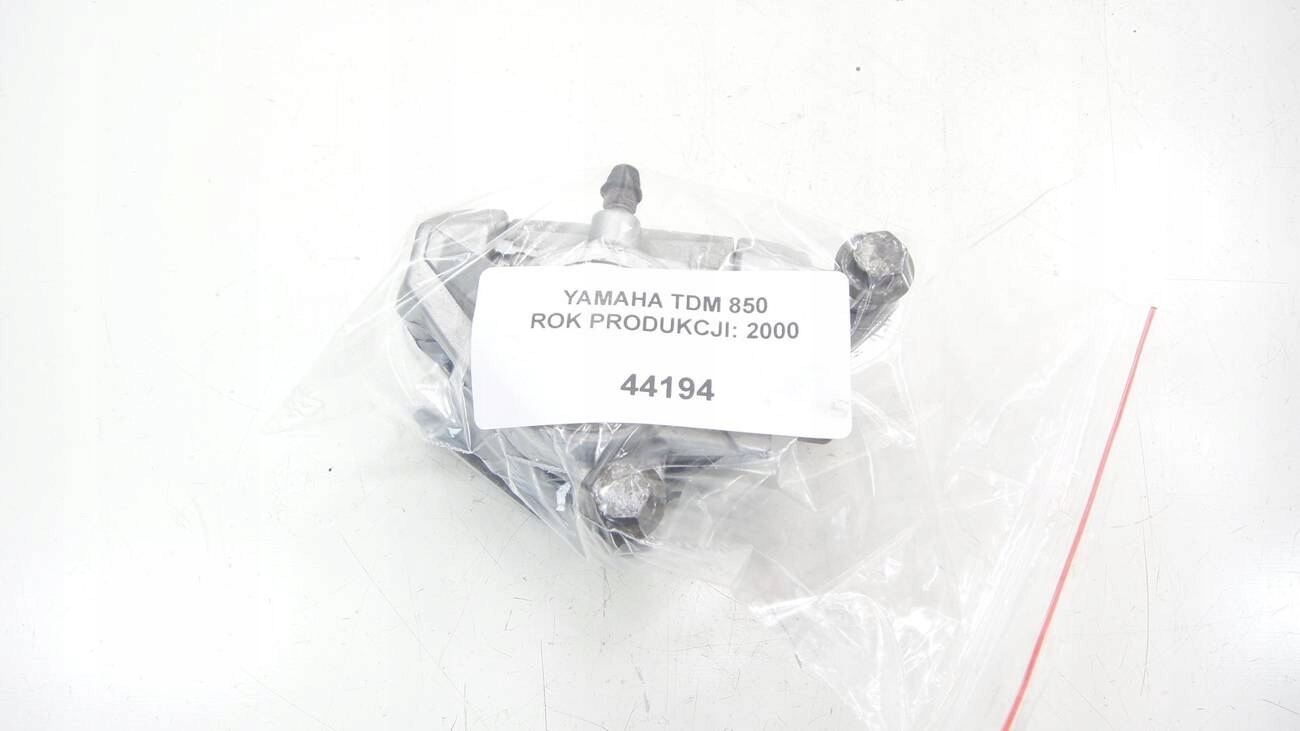 YAMAHA TDM 850
ROK PRODUKCJI: 2000
44194